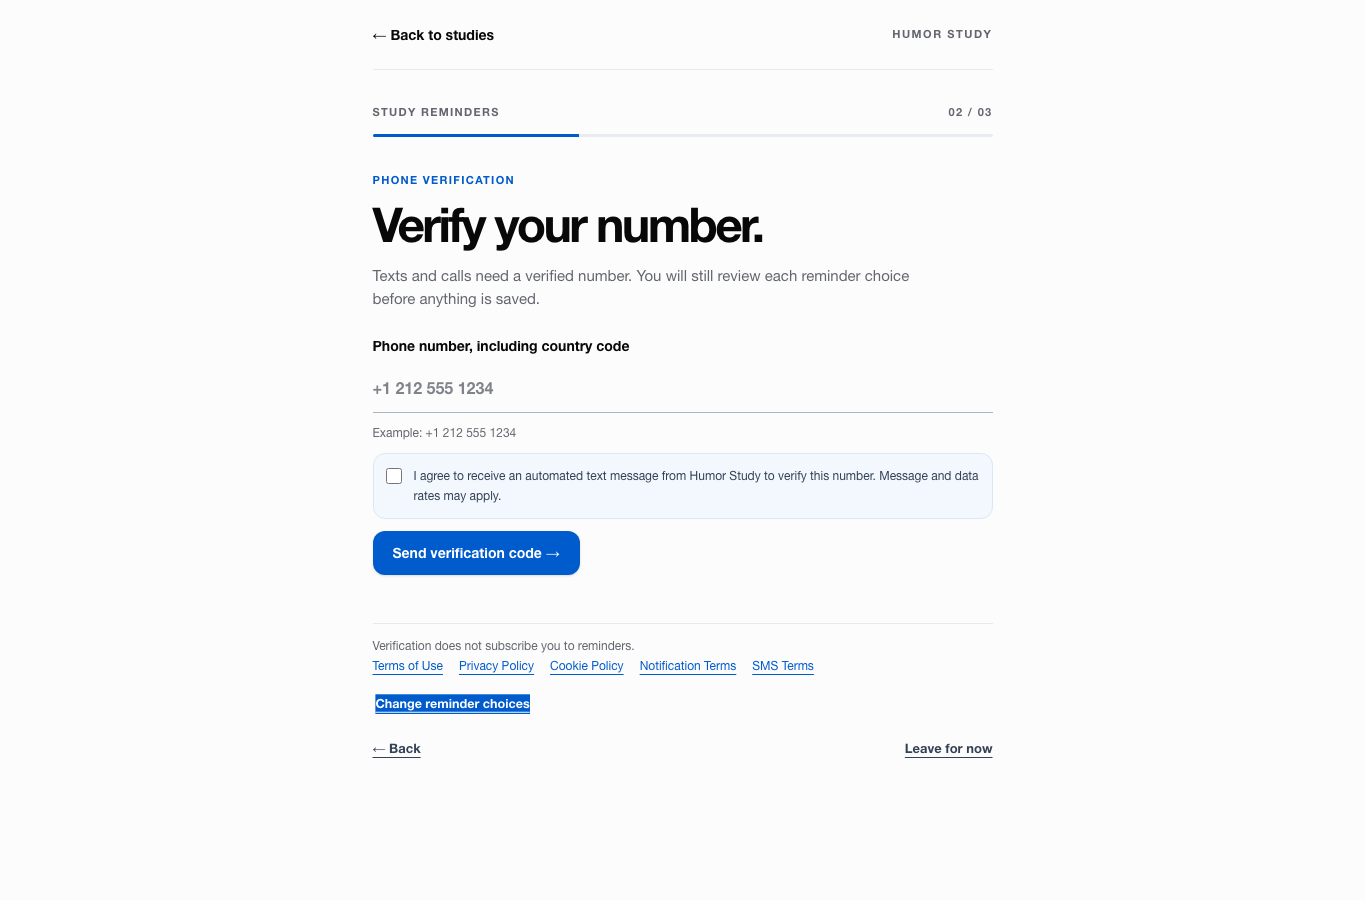 ← Back to studies
HUMOR STUDY
STUDY REMINDERS
02 / 03
PHONE VERIFICATION
Verify your number.
Texts and calls need a verified number. You will still review each reminder choice
before anything is saved.
Phone number, including country code
+1 212 555 1234
Example: +1 212 555 1234
I agree to receive an automated text message from Humor Study to verify this number. Message and data
rates may apply.
Send verification code →
Verification does not subscribe you to reminders.
Terms of Use Privacy Policy Cookie Policy Notification Terms SMS Terms
Change reminder choices
← Back
Leave for now